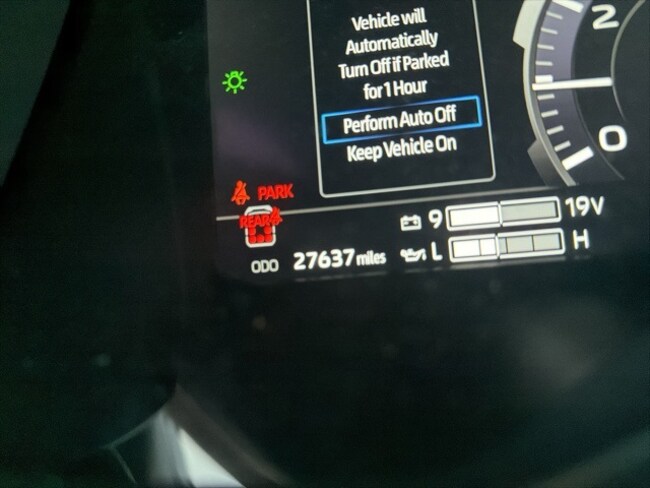 Vehicle will
Automatically
Turn Off if Parked
for 1 Hour
Perform Auto Off
Keep Vehicle On
2
0
PARK
REAR
9 19V
L H
ODO 27637 miles